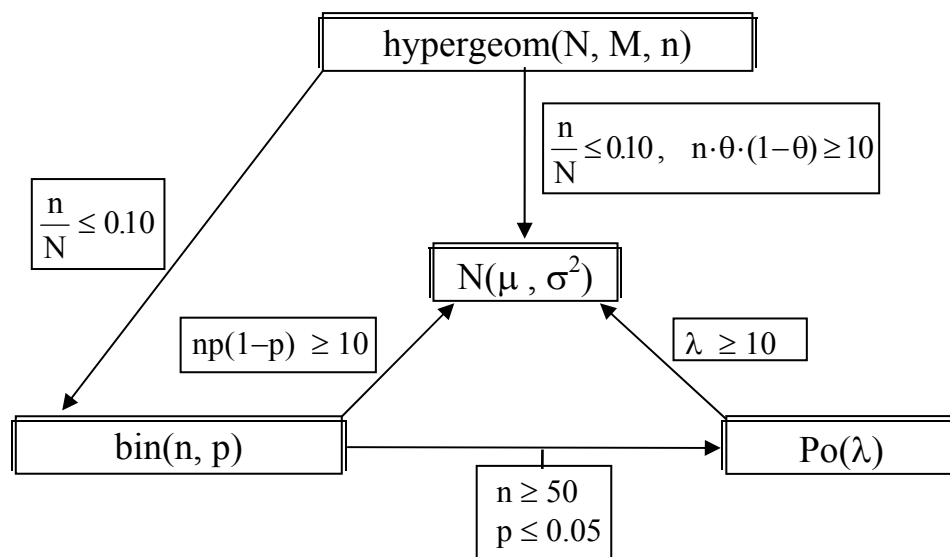 hypergeom(N, M, n)
n/N ≤ 0.10, n·θ·(1−θ) ≥ 10
n/N ≤ 0.10
N(μ , σ²)
np(1−p) ≥ 10
λ ≥ 10
bin(n, p)
Po(λ)
n ≥ 50
p ≤ 0.05